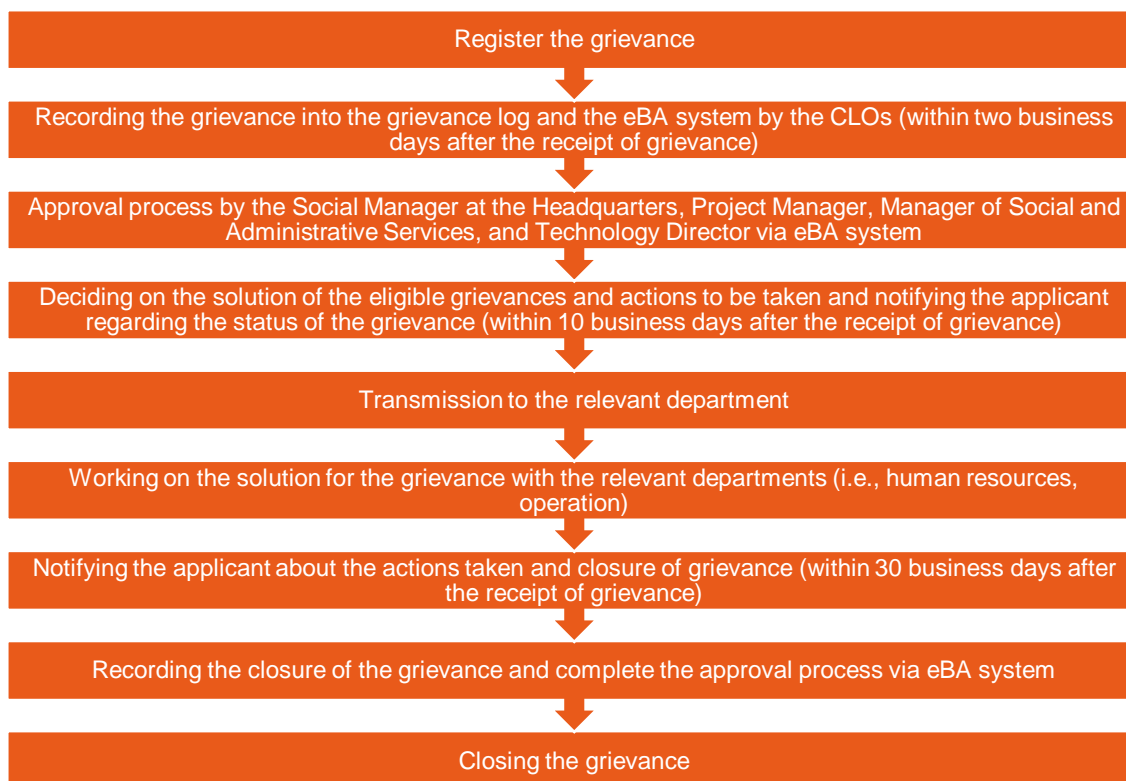 Register the grievance
Recording the grievance into the grievance log and the eBA system by the CLOs (within two business
days after the receipt of grievance)
Approval process by the Social Manager at the Headquarters, Project Manager, Manager of Social and
Administrative Services, and Technology Director via eBA system
Deciding on the solution of the eligible grievances and actions to be taken and notifying the applicant
regarding the status of the grievance (within 10 business days after the receipt of grievance)
Transmission to the relevant department
Working on the solution for the grievance with the relevant departments (i.e., human resources,
operation)
Notifying the applicant about the actions taken and closure of grievance (within 30 business days after
the receipt of grievance)
Recording the closure of the grievance and complete the approval process via eBA system
Closing the grievance